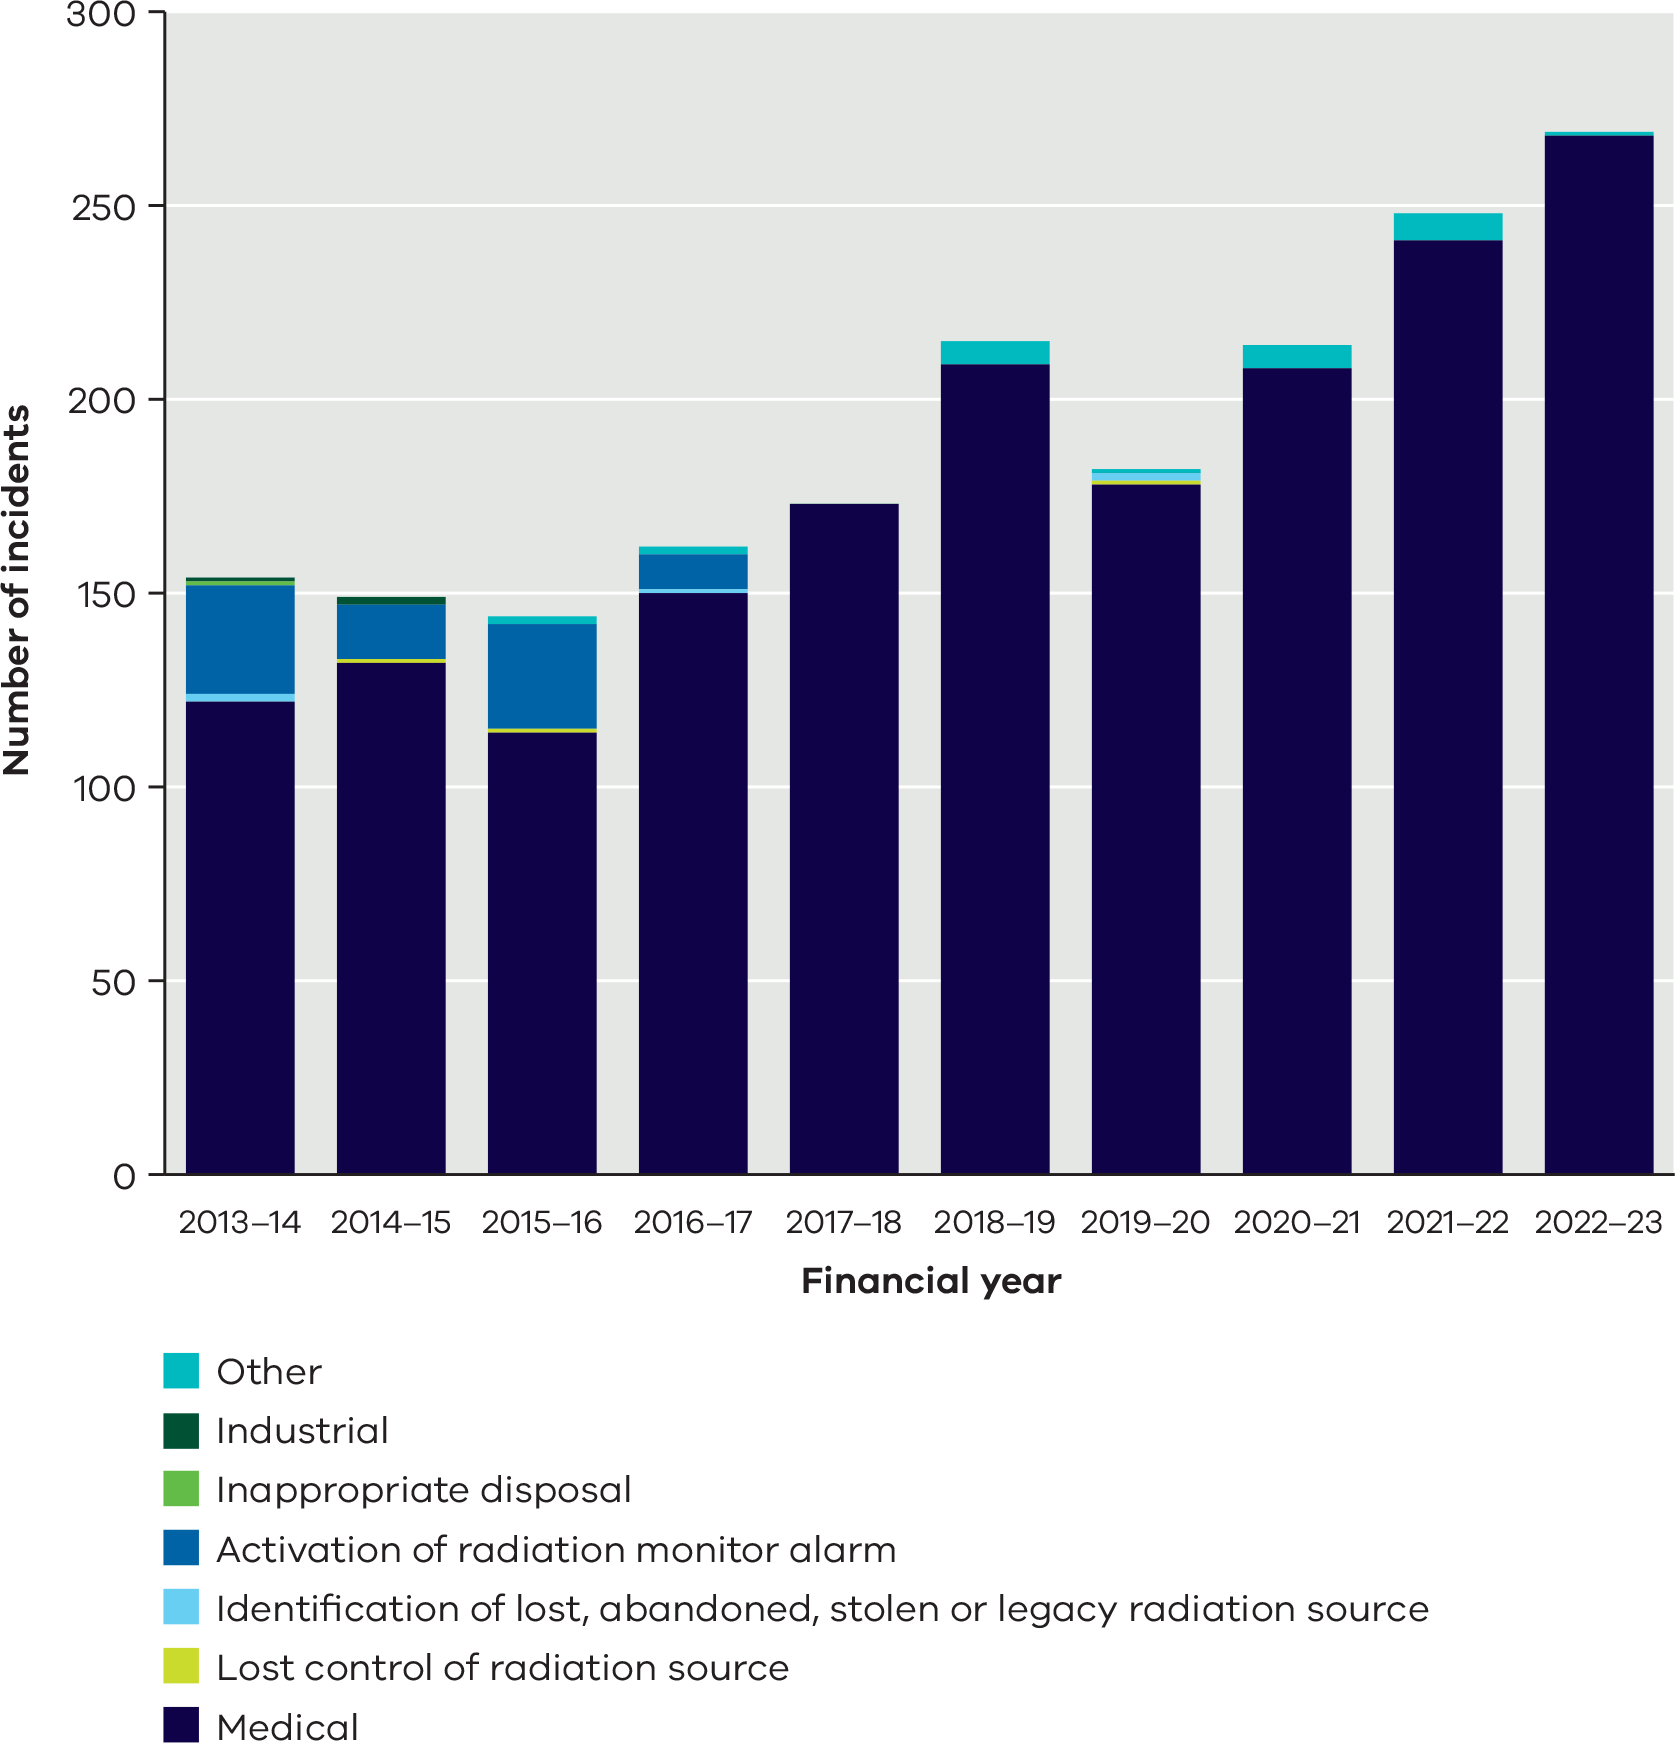 300
250
200
150
100
50
0
Number of incidents
2013–14 2014–15 2015–16 2016–17 2017–18 2018–19 2019–20 2020–21 2021–22 2022–23
Financial year
Other
Industrial
Inappropriate disposal
Activation of radiation monitor alarm
Identification of lost, abandoned, stolen or legacy radiation source
Lost control of radiation source
Medical